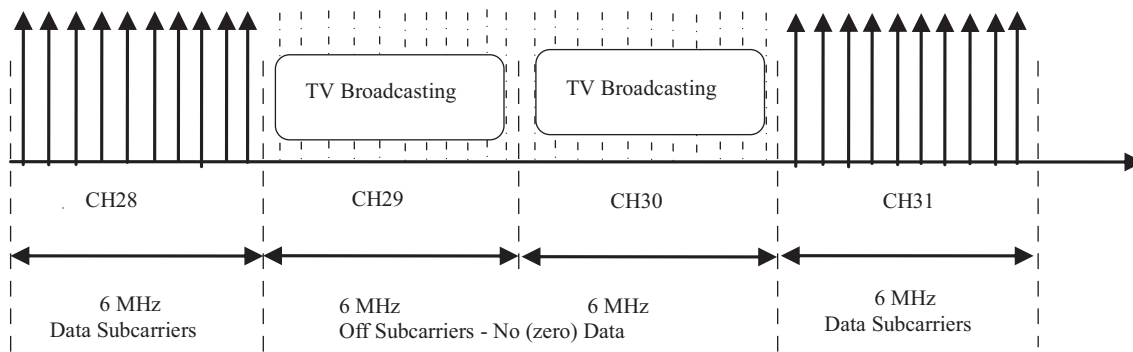 TV Broadcasting
TV Broadcasting
CH28
CH29
CH30
CH31
6 MHz
Data Subcarriers
6 MHz
6 MHz
Off Subcarriers - No (zero) Data
6 MHz
Data Subcarriers